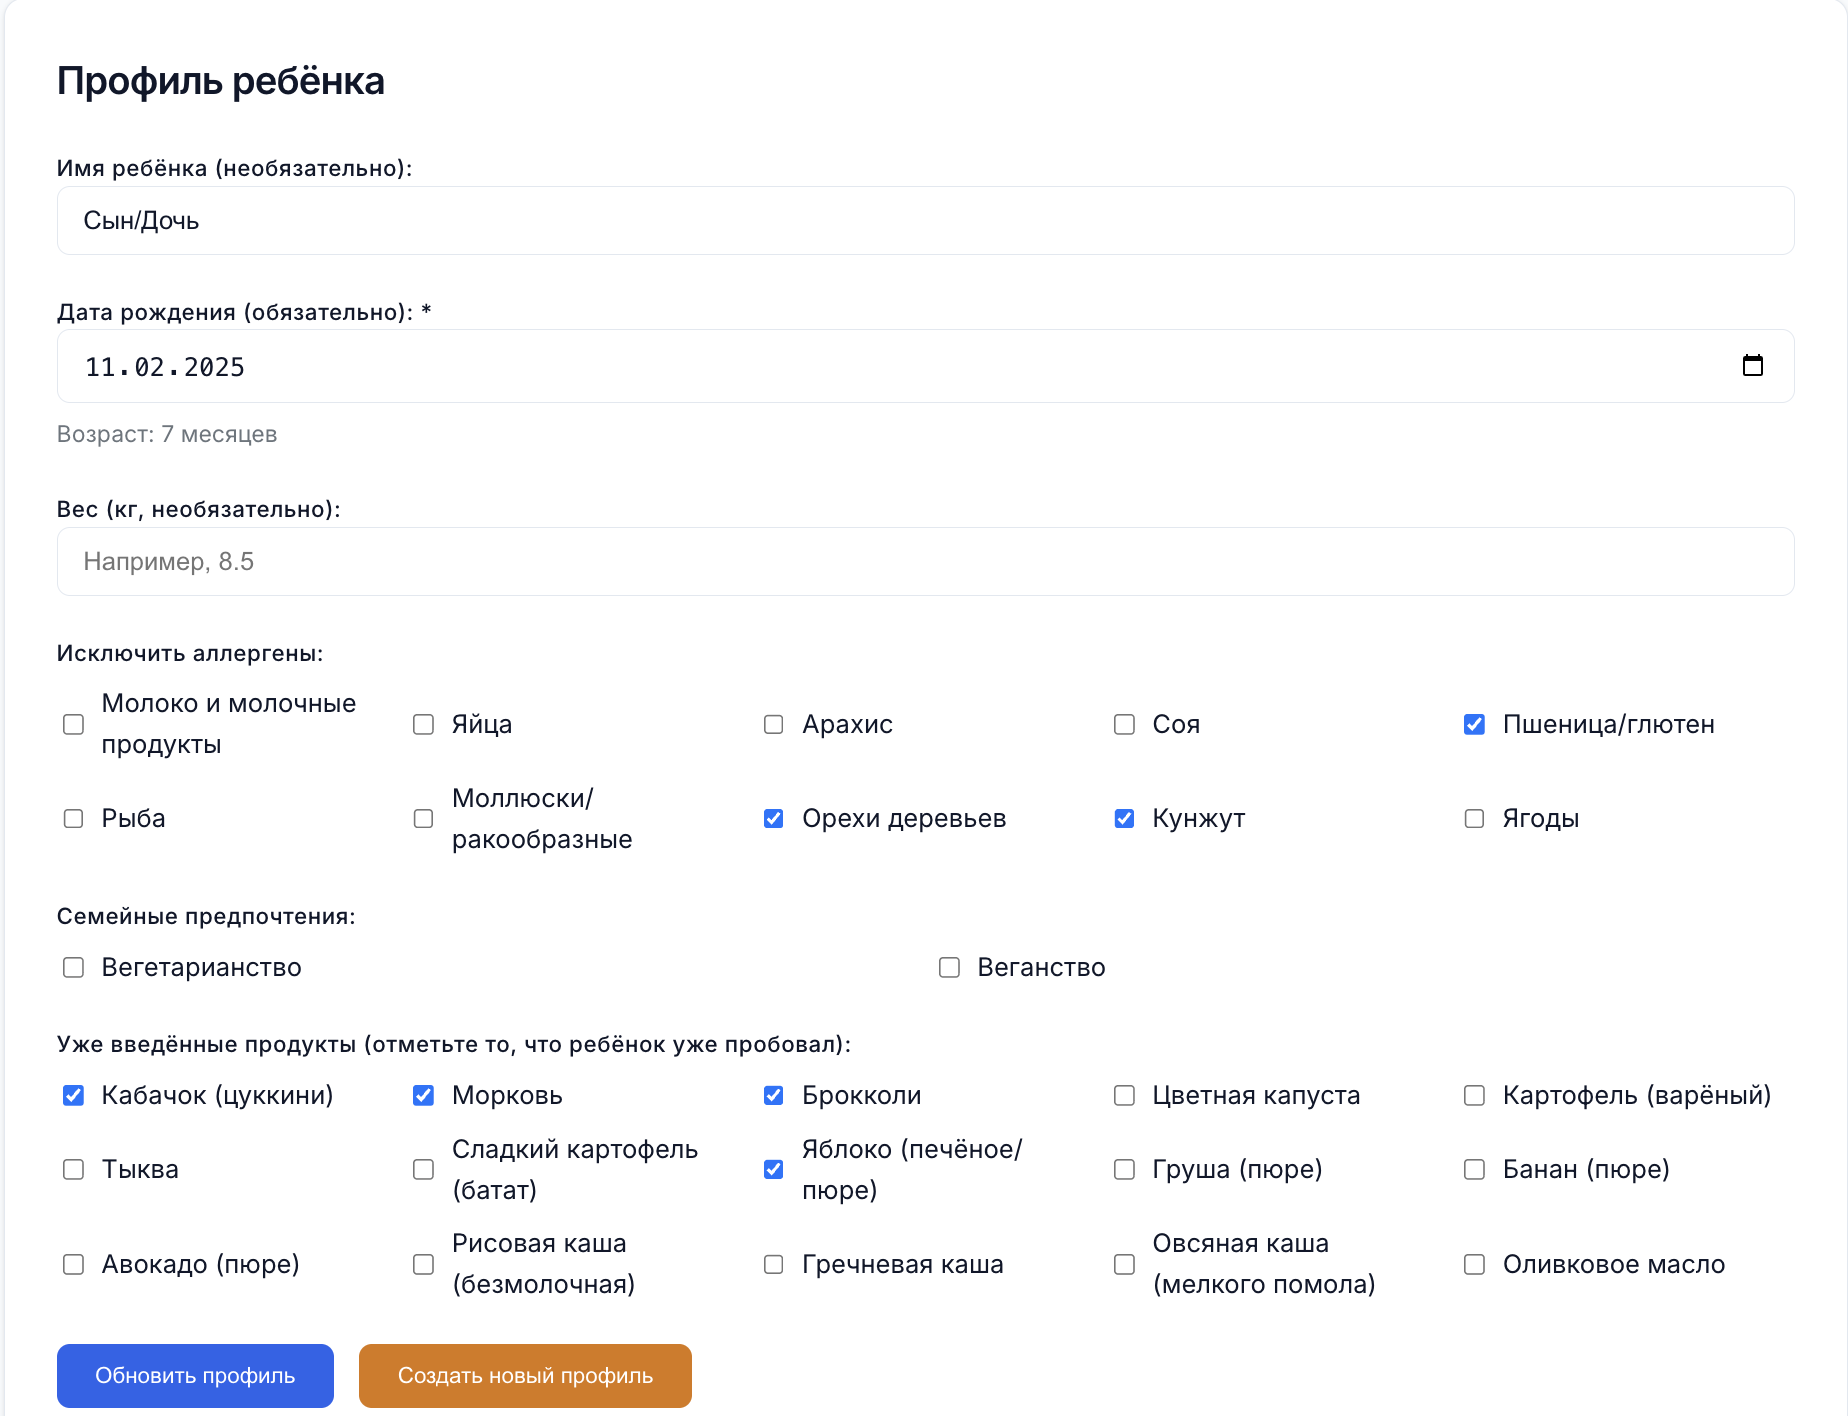 Профиль ребёнка
Имя ребёнка (необязательно):
Сын/Дочь
Дата рождения (обязательно): *
11.02.2025
Возраст: 7 месяцев
Вес (кг, необязательно):
Например, 8.5
Исключить аллергены:
Молоко и молочные
продукты
Яйца
Арахис
Соя
Пшеница/глютен
Рыба
Моллюски/
ракообразные
Орехи деревьев
Кунжут
Ягоды
Семейные предпочтения:
Вегетарианство
Веганство
Уже введённые продукты (отметьте то, что ребёнок уже пробовал):
Кабачок (цуккини)
Морковь
Брокколи
Цветная капуста
Картофель (варёный)
Тыква
Сладкий картофель
(батат)
Яблоко (печёное/
пюре)
Груша (пюре)
Банан (пюре)
Авокадо (пюре)
Рисовая каша
(безмолочная)
Гречневая каша
Овсяная каша
(мелкого помола)
Оливковое масло
Обновить профиль
Создать новый профиль